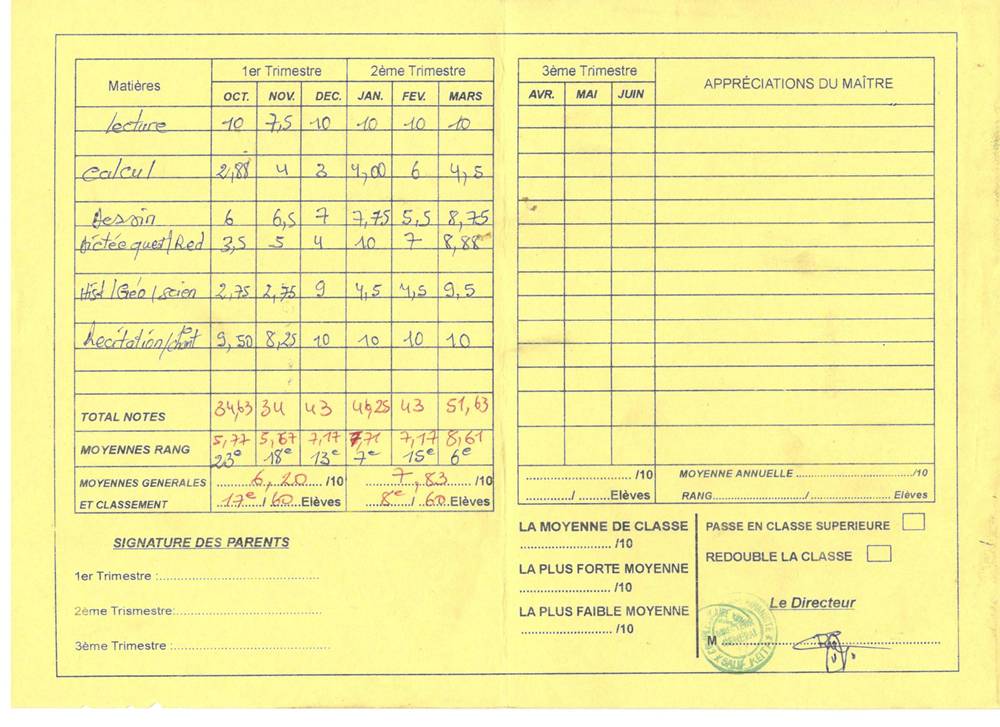 Matières 1er Trimestre 2ème Trimestre
OCT. NOV. DEC. JAN. FEV. MARS
lecture 10 7,5 10 10 10 10
Calcul 2,88 4 3 4,00 6 4,5
Dessin 6 6,5 7 7,75 5,5 8,75
Dictée quest/Red 3,5 5 4 10 7 8,88
Hist/Géo/scien 2,75 2,75 9 4,5 4,5 9,5
Recitation/chant 9,50 8,25 10 10 10 10
TOTAL NOTES 34,63 34 43 46,25 43 51,63
MOYENNES RANG 5,77 5,67 7,17 7,71 7,17 8,61
23e 18e 13e 7e 15e 6e
MOYENNES GENERALES 6,20 /10 7,83 /10
ET CLASSEMENT 17e / 60 Elèves 8e / 60 Elèves
SIGNATURE DES PARENTS
1er Trimestre :
2ème Trismestre:
3ème Trimestre :
3ème Trimestre APPRÉCIATIONS DU MAÎTRE
AVR. MAI JUIN
/10 MOYENNE ANNUELLE /10
/ Elèves RANG / Elèves
LA MOYENNE DE CLASSE
/10
LA PLUS FORTE MOYENNE
/10
LA PLUS FAIBLE MOYENNE
/10
PASSE EN CLASSE SUPERIEURE
REDOUBLE LA CLASSE
Le Directeur
M